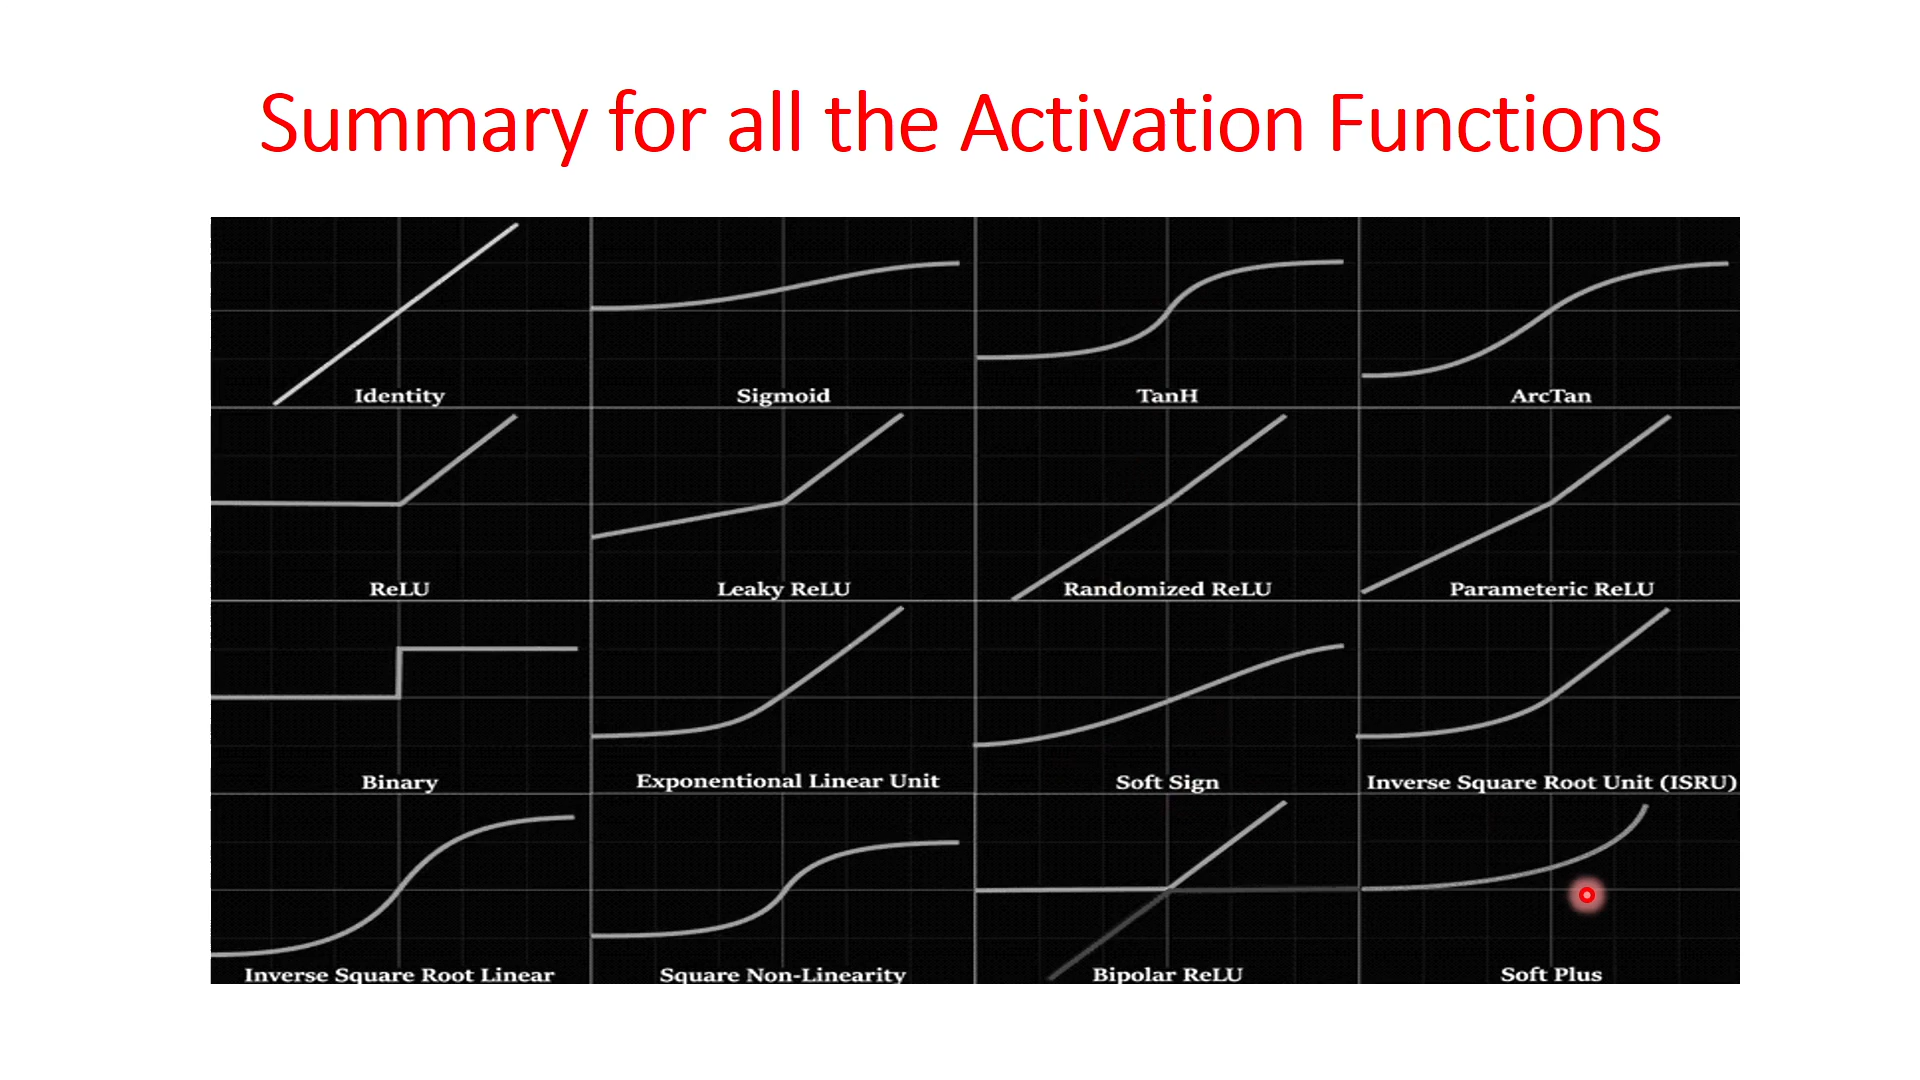 Summary for all the Activation Functions
Identity
Sigmoid
TanH
ArcTan
ReLU
Leaky ReLU
Randomized ReLU
Parameteric ReLU
Binary
Exponentional Linear Unit
Soft Sign
Inverse Square Root Unit (ISRU)
Inverse Square Root Linear
Square Non-Linearity
Bipolar ReLU
Soft Plus